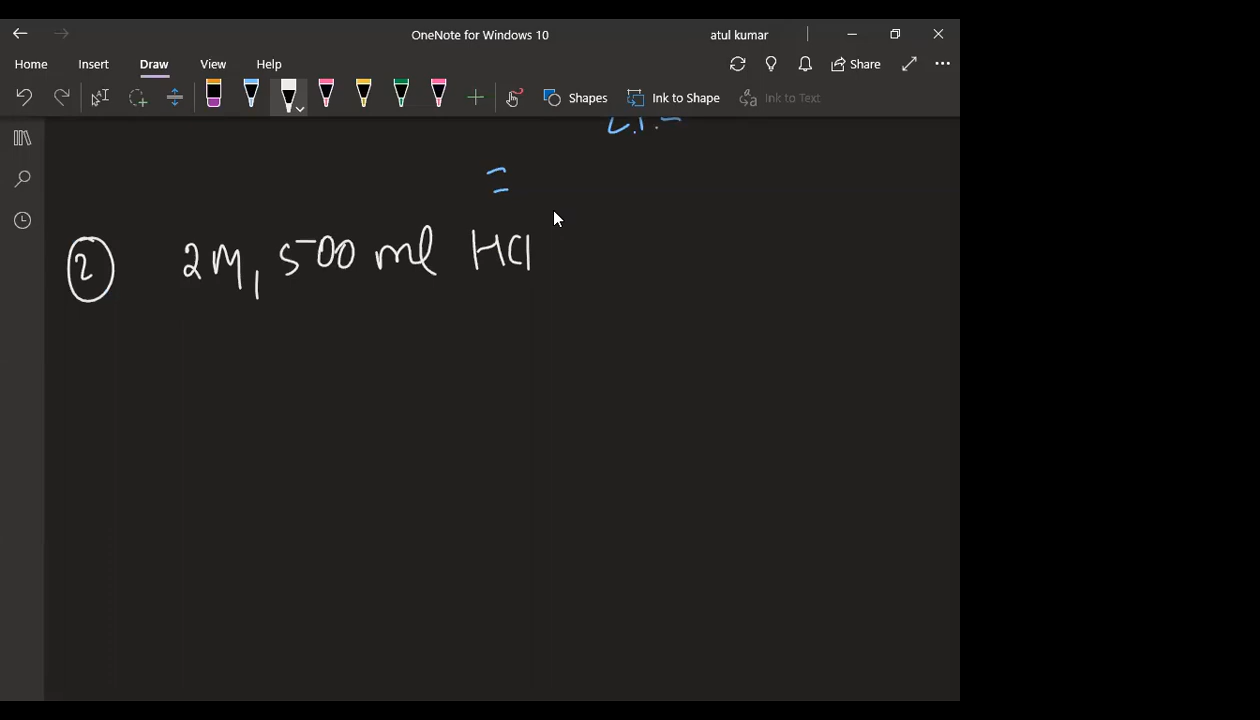 OneNote for Windows 10 atul kumar
Home Insert Draw View Help Share
Shapes Ink to Shape Ink to Text
=
② 2M, 500 ml HCl